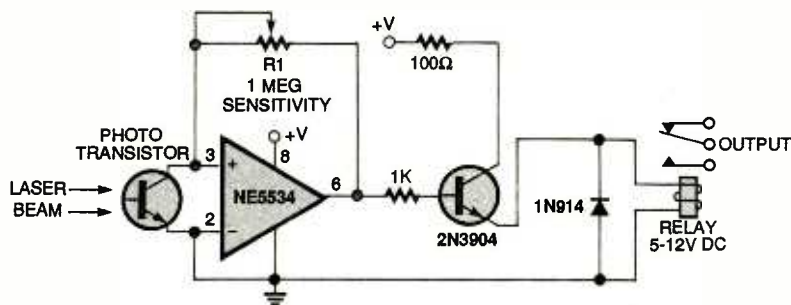 +V
100Ω
R1
1 MEG
SENSITIVITY
PHOTO
TRANSISTOR
3
+
+V
8
LASER
BEAM
NE5534
6
1K
2
−
2N3904
1N914
OUTPUT
RELAY
5-12V DC